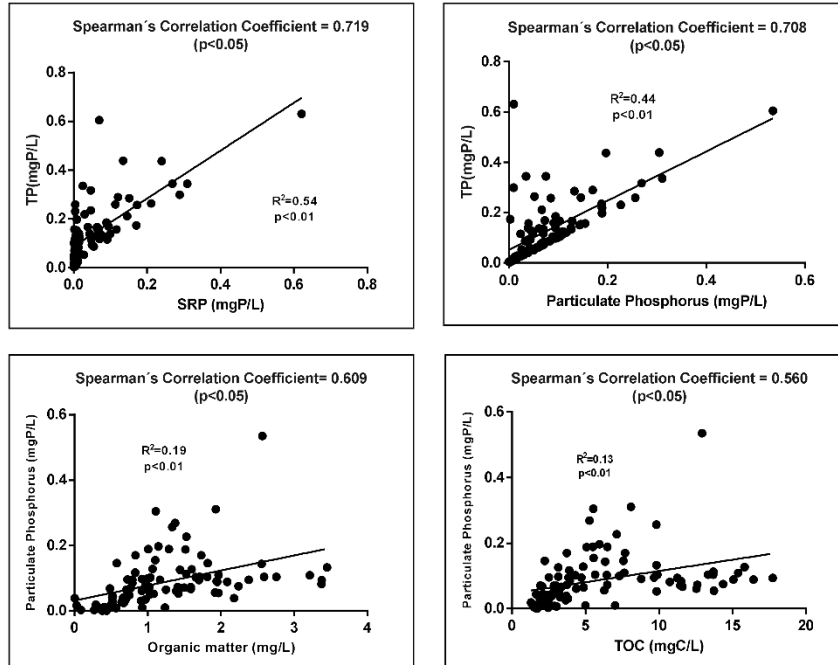 Spearman´s Correlation Coefficient = 0.719
(p<0.05)
TP(mgP/L)
0.8
0.6
0.4
0.2
0.0
R²=0.54
p<0.01
0.0 0.2 0.4 0.6 0.8
SRP (mgP/L)
Spearman´s Correlation Coefficient = 0.708
(p<0.05)
TP(mgP/L)
0.8
0.6
0.4
0.2
0.0
R²=0.44
p<0.01
0.0 0.2 0.4 0.6
Particulate Phosphorus (mgP/L)
Spearman´s Correlation Coefficient= 0.609
(p<0.05)
Particulate Phosphorus (mgP/L)
0.6
0.4
0.2
0.0
R²=0.19
p<0.01
0 1 2 3 4
Organic matter (mg/L)
Spearman´s Correlation Coefficient = 0.560
(p<0.05)
Particulate Phosphorus (mgP/L)
0.6
0.4
0.2
0.0
R²=0.13
p<0.01
0 5 10 15 20
TOC (mgC/L)